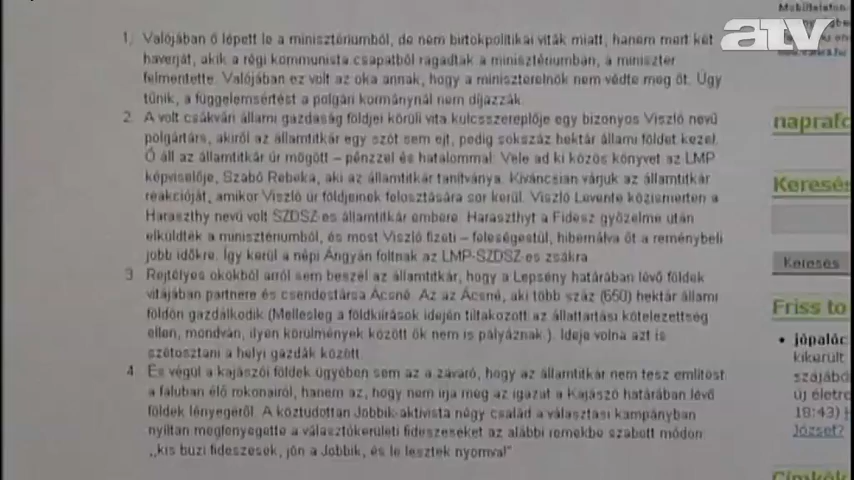 atv
Mobiltelefon
1. Valójában ő lépett le a minisztériumból, de nem birtokpolitikai viták miatt, hanem mert két
haverját, akik a régi kommunista csapatból ragadtak a minisztériumban, a miniszter
felmentette. Valójában ez volt az oka annak, hogy a miniszterelnök nem védte meg őt. Úgy
tűnik, a függelemsértést a polgári kormánynál nem díjazzák.
2. A volt csákvári állami gazdaság földjei körüli vita kulcsszereplője egy bizonyos Viszló nevű
polgártárs, akiről az államtitkár egy szót sem ejt, pedig sokszáz hektár állami földet kezel.
Ő áll az államtitkár úr mögött – pénzzel és hatalommal. Vele ad ki közös könyvet az LMP
képviselője, Szabó Rebeka, aki az államtitkár tanítványa. Kíváncsian várjuk az államtitkár
reakcióját, amikor Viszló úr földjeinek felosztására sor kerül. Viszló Levente közismerten a
Haraszthy nevű volt SZDSZ-es államtitkár embere. Haraszthyt a Fidesz győzelme után
elküldték a minisztériumból, és most Viszló fizeti – feleségestül, hibernálva őt a reménybeli
jobb időkre. Így kerül a népi Ángyán foltnak az LMP-SZDSZ-es zsákra.
3. Rejtélyes okokból arról sem beszél az államtitkár, hogy a Lepsény határában lévő földek
vitájában partnere és csendestársa Ácsné. Az az Ácsné, aki több száz (650) hektár állami
földön gazdálkodik (Mellesleg a földkiírások idején tiltakozott az állattartási kötelezettség
ellen, mondván, ilyen körülmények között ők nem is pályáznak.). Ideje volna azt is
szétosztani a helyi gazdák között.
4. És végül a kajászói földek ügyében sem az a zavaró, hogy az államtitkár nem tesz említést
a faluban élő rokonairól, hanem az, hogy nem írja meg az igazat a Kajászó határában lévő
földek lényegéről. A köztudottan Jobbik-aktivista négy család a választási kampányban
nyíltan megfenyegette a választókerületi fideszeseket az alábbi remekbe szabott módon:
,,kis buzi fideszesek, jön a Jobbik, és le lesztek nyomva!"
naprafo
Keresés
Keresés
Friss to
• jópalóc
kikerült
szájábó
új életre
18:43) H
József?
Címkék